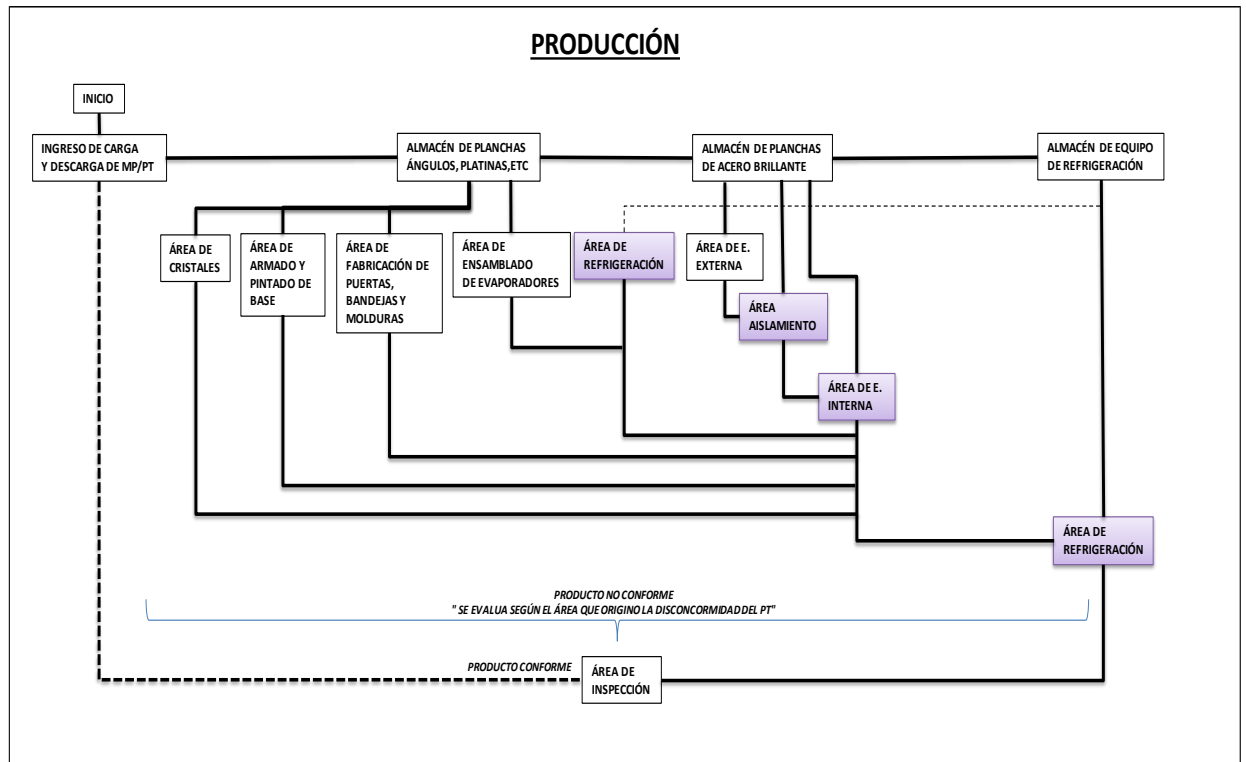 PRODUCCIÓN
INICIO
INGRESO DE CARGA
Y DESCARGA DE MP/PT
ALMACÉN DE PLANCHAS
ÁNGULOS, PLATINAS,ETC
ALMACÉN DE PLANCHAS
DE ACERO BRILLANTE
ALMACÉN DE EQUIPO
DE REFRIGERACIÓN
ÁREA DE
CRISTALES
ÁREA DE
ARMADO Y
PINTADO DE
BASE
ÁREA DE
FABRICACIÓN DE
PUERTAS,
BANDEJAS Y
MOLDURAS
ÁREA DE
ENSAMBLADO
DE EVAPORADORES
ÁREA DE
REFRIGERACIÓN
ÁREA DE E.
EXTERNA
ÁREA
AISLAMIENTO
ÁREA DE E.
INTERNA
ÁREA DE
REFRIGERACIÓN
PRODUCTO NO CONFORME
" SE EVALUA SEGÚN EL ÁREA QUE ORIGINO LA DISCONCORMIDAD DEL PT"
PRODUCTO CONFORME
ÁREA DE
INSPECCIÓN